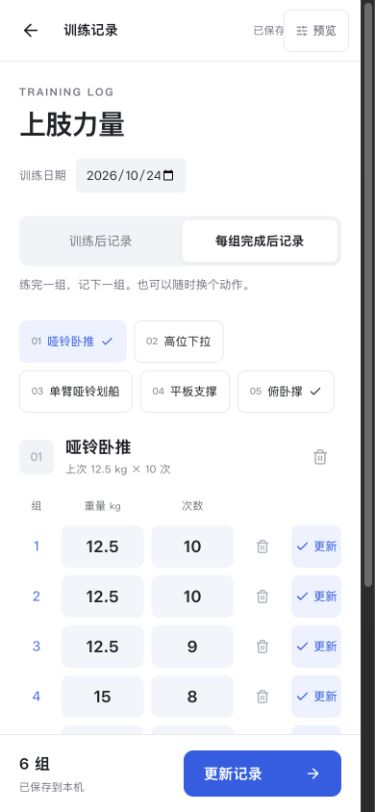 训练记录
已保存
预览
TRAINING LOG
上肢力量
训练日期 2026/10/24
训练后记录 每组完成后记录
练完一组，记下一组。也可以随时换个动作。
01 哑铃卧推
02 高位下拉
03 单臂哑铃划船
04 平板支撑
05 俯卧撑
01 哑铃卧推
上次 12.5 kg × 10 次
组 重量 kg 次数
1 12.5 10 更新
2 12.5 10 更新
3 12.5 9 更新
4 15 8 更新
6 组
已保存到本机
更新记录